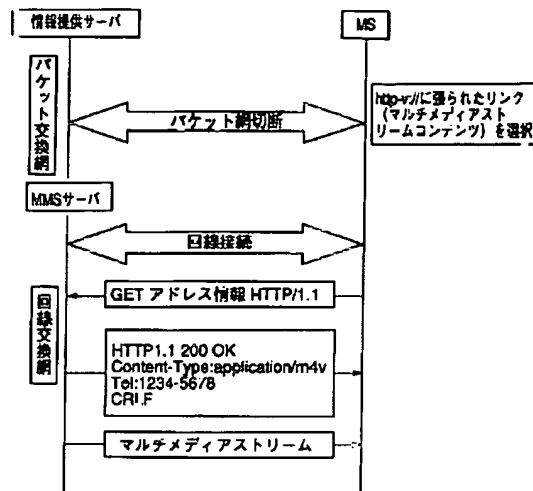 情報提供サーバ
MS
パケット交換網
http-v://に張られたリンク
(マルチメディアスト
リームコンテンツ)を選択
パケット網切断
MMSサーバ
回線接続
GET アドレス情報 HTTP/1.1
回線交換網
HTTP1.1 200 OK
Content-Type:application/m4v
Tel:1234-5678
CRLF
マルチメディアストリーム